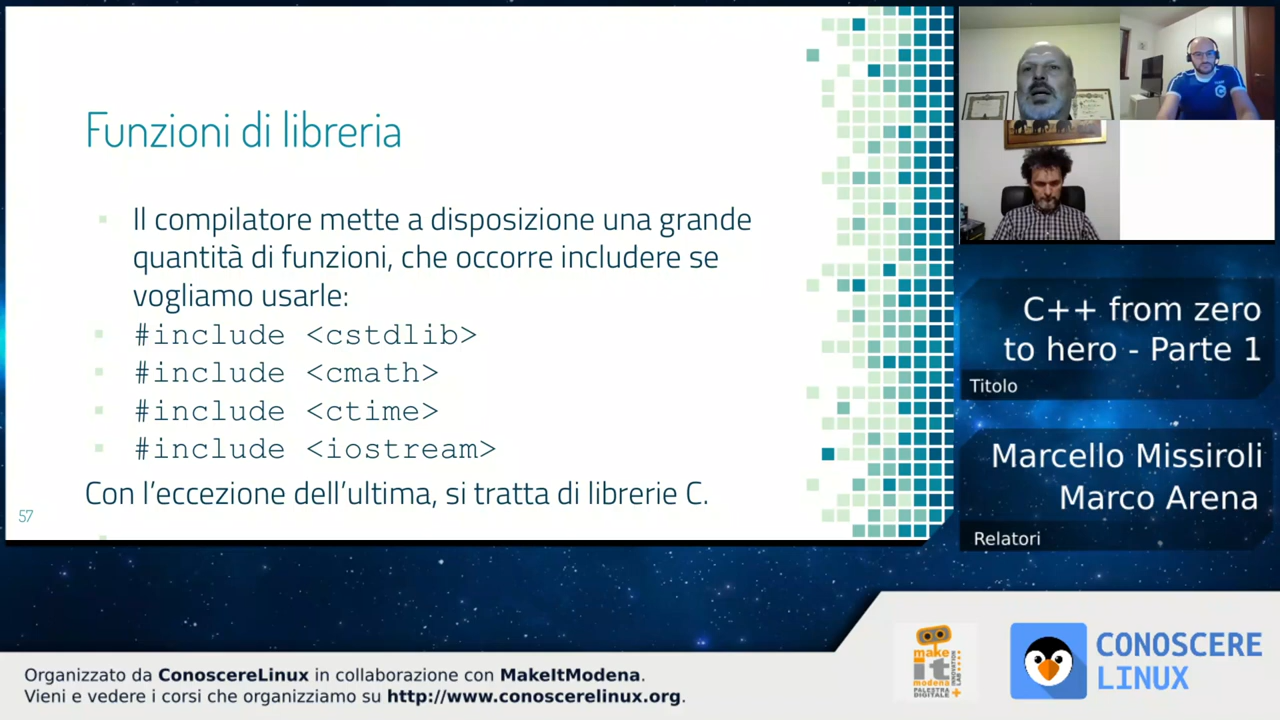 Funzioni di libreria
Il compilatore mette a disposizione una grande
quantità di funzioni, che occorre includere se
vogliamo usarle:
#include <cstdlib>
#include <cmath>
#include <ctime>
#include <iostream>
Con l'eccezione dell'ultima, si tratta di librerie C.
57
C++ from zero
to hero - Parte 1
Titolo
Marcello Missiroli
Marco Arena
Relatori
Organizzato da ConoscereLinux in collaborazione con MakeItModena.
Vieni e vedere i corsi che organizziamo su http://www.conoscerelinux.org.
make
it
modena
PALESTRA
DIGITALE
INNOVATION
LAB
CONOSCERE
LINUX